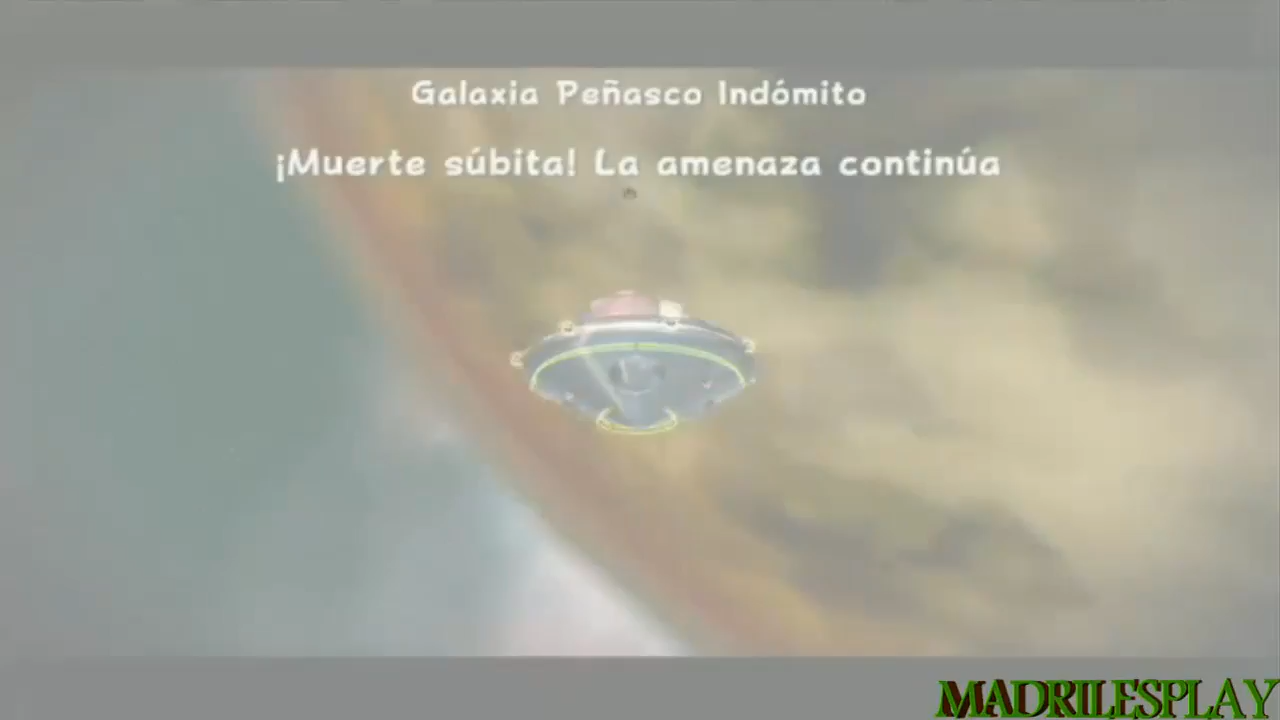 Galaxia Peñasco Indómito
¡Muerte súbita! La amenaza continúa
MADRILESPLAY